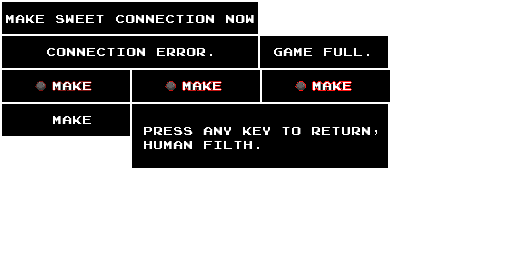 MAKE SWEET CONNECTION NOW
CONNECTION ERROR.
GAME FULL.
MAKE
MAKE
MAKE
MAKE
PRESS ANY KEY TO RETURN,
HUMAN FILTH.